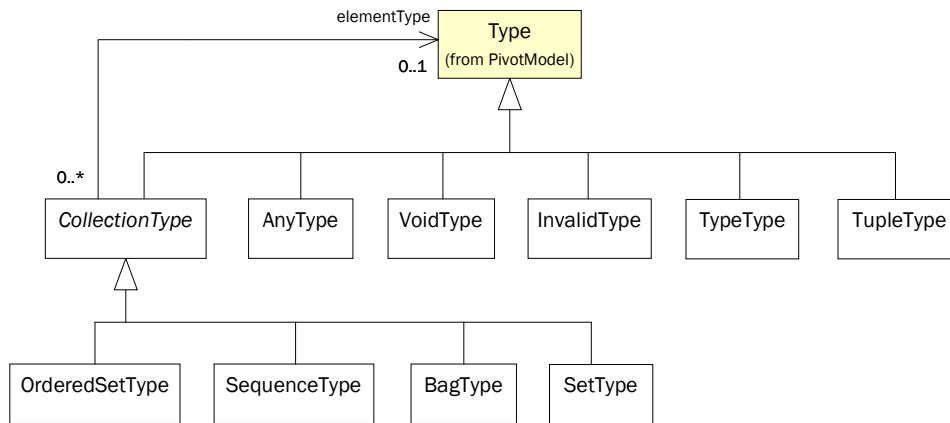 elementType
Type
(from PivotModel)
0..1
0..*
CollectionType
AnyType
VoidType
InvalidType
TypeType
TupleType
OrderedSetType
SequenceType
BagType
SetType